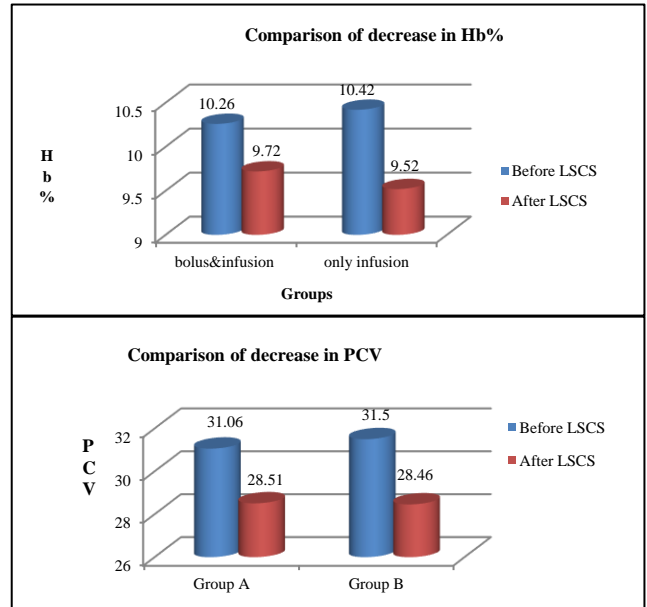 Comparison of decrease in Hb%
H
b
%
10.5
10
9.5
9
10.26
9.72
10.42
9.52
bolus&infusion
only infusion
Groups
Before LSCS
After LSCS
Comparison of decrease in PCV
P
C
V
32
30
28
26
31.06
28.51
31.5
28.46
Group A
Group B
Before LSCS
After LSCS